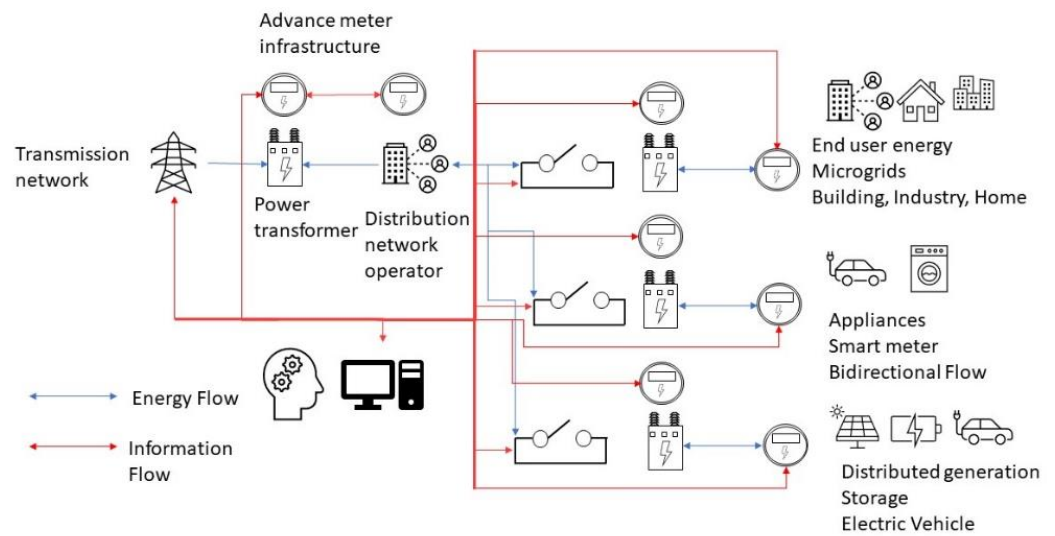 Advance meter
infrastructure
Transmission
network
Power
transformer
Distribution
network
operator
End user energy
Microgrids
Building, Industry, Home
Appliances
Smart meter
Bidirectional Flow
Energy Flow
Information
Flow
Distributed generation
Storage
Electric Vehicle